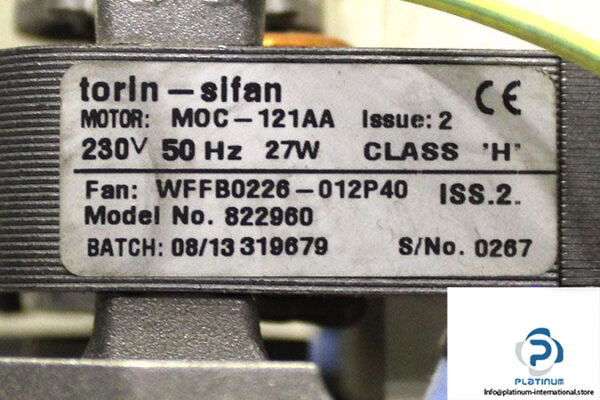 torin-sifan
MOTOR: MOC-121AA Issue: 2
230V 50 Hz 27W CLASS 'H'
CE
Fan: WFFB0226-012P40 ISS.2.
Model No. 822960
BATCH: 08/13 319679 S/No. 0267
PLATINUM
Info@platinum-international.store